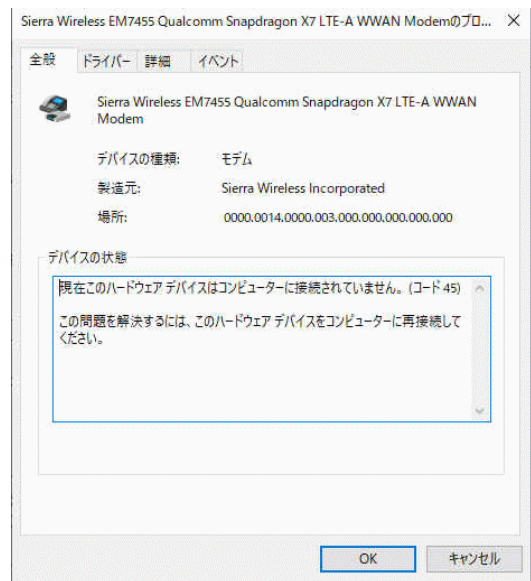 Sierra Wireless EM7455 Qualcomm Snapdragon X7 LTE-A WWAN Modemのプロ...
全般 ドライバー 詳細 イベント
Sierra Wireless EM7455 Qualcomm Snapdragon X7 LTE-A WWAN
Modem
デバイスの種類: モデム
製造元: Sierra Wireless Incorporated
場所: 0000.0014.0000.003.000.000.000.000.000
デバイスの状態
現在このハードウェア デバイスはコンピューターに接続されていません。(コード 45)
この問題を解決するには、このハードウェア デバイスをコンピューターに再接続して
ください。
OK キャンセル